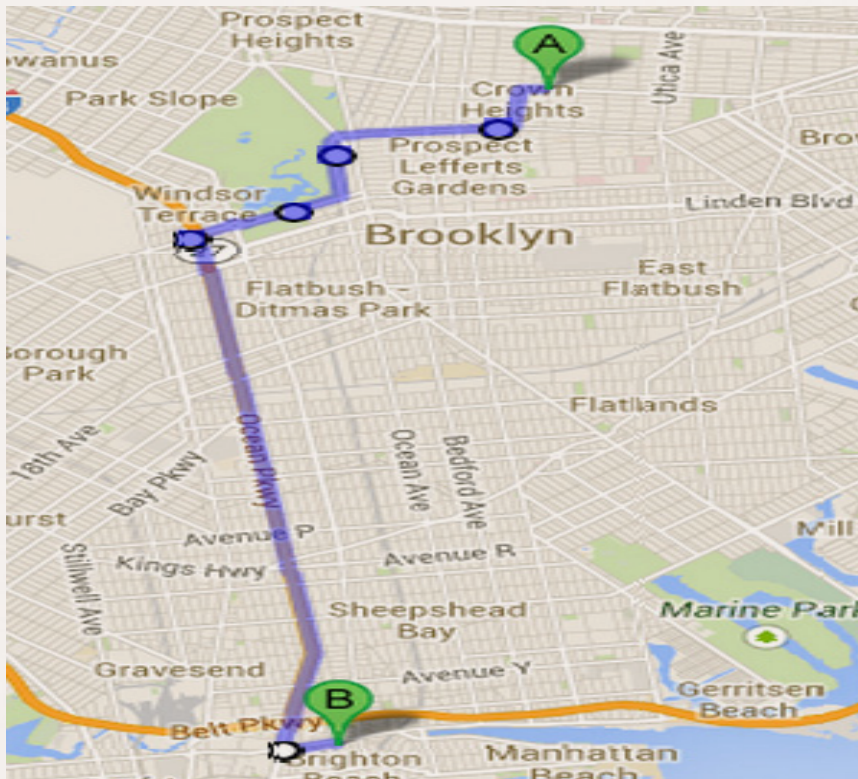 Prospect
Heights
A
owanus
Park Slope
Crown
Heights
Utica Ave
Prospect
Lefferts
Gardens
Windsor
Terrace
Linden Blvd
Brooklyn
East
Flatbush
Flatbush -
Ditmas Park
Borough
Park
Flatlands
18th Ave
Bay Pkwy
Ocean Pkwy
Ocean Ave
Bedford Ave
urst
Avenue P
Kings Hwy
Avenue R
Mill
Stillwell Ave
Sheepshead
Bay
Marine Park
Gravesend
Avenue Y
B
Gerritsen
Beach
Belt Pkwy
Brighton
Beach
Manhattan
Beach